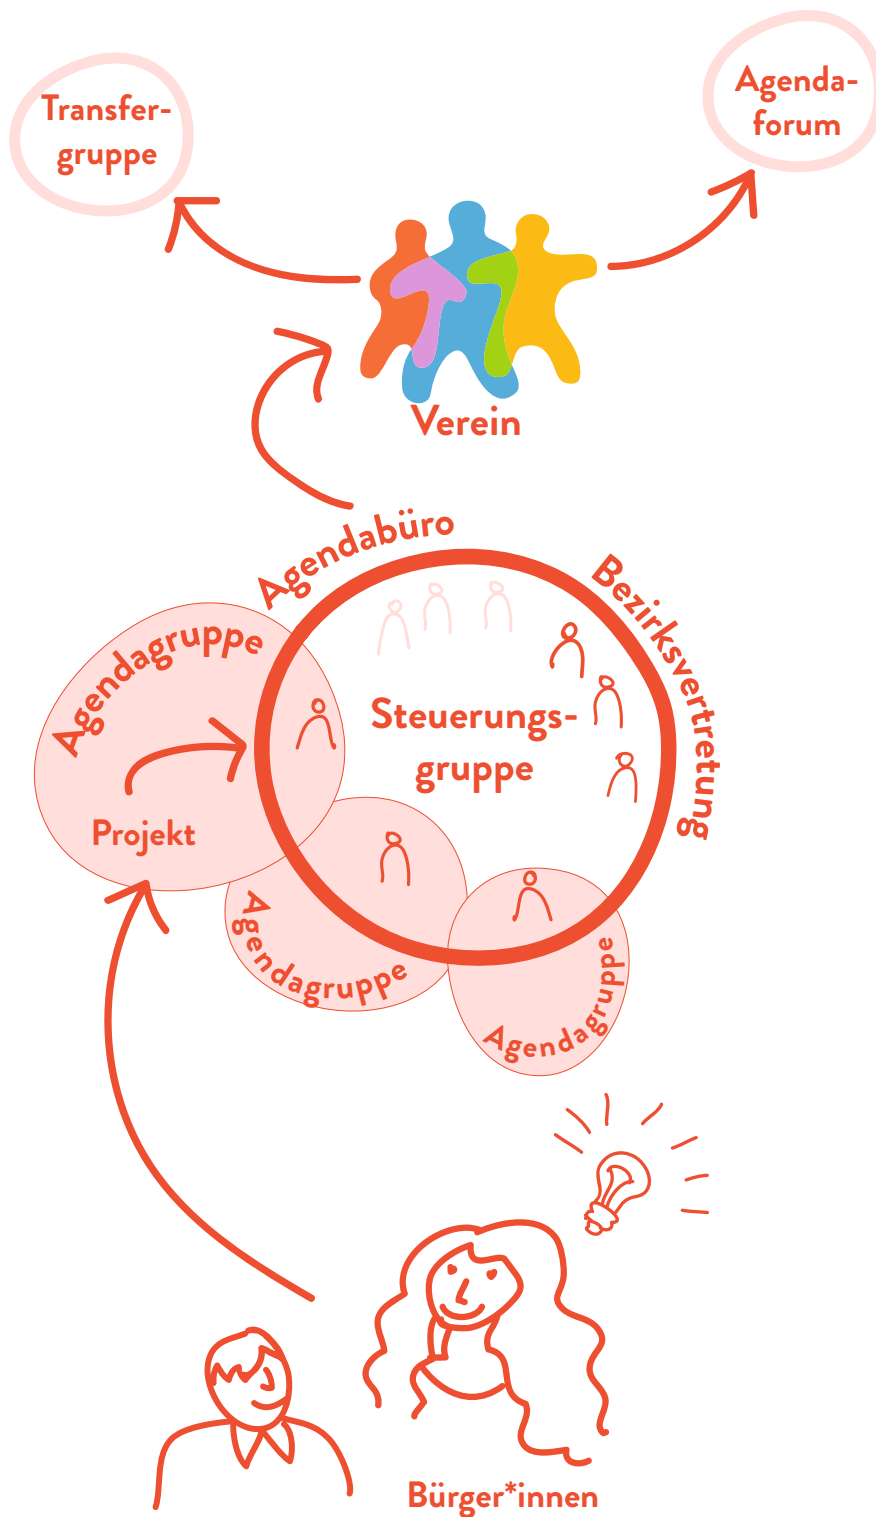 Transfer-
gruppe
Agenda-
forum
Verein
Agendabüro
Bezirksvertretung
Agendagruppe
Steuerungs-
gruppe
Projekt
Agendagruppe
Agendagruppe
Bürger*innen